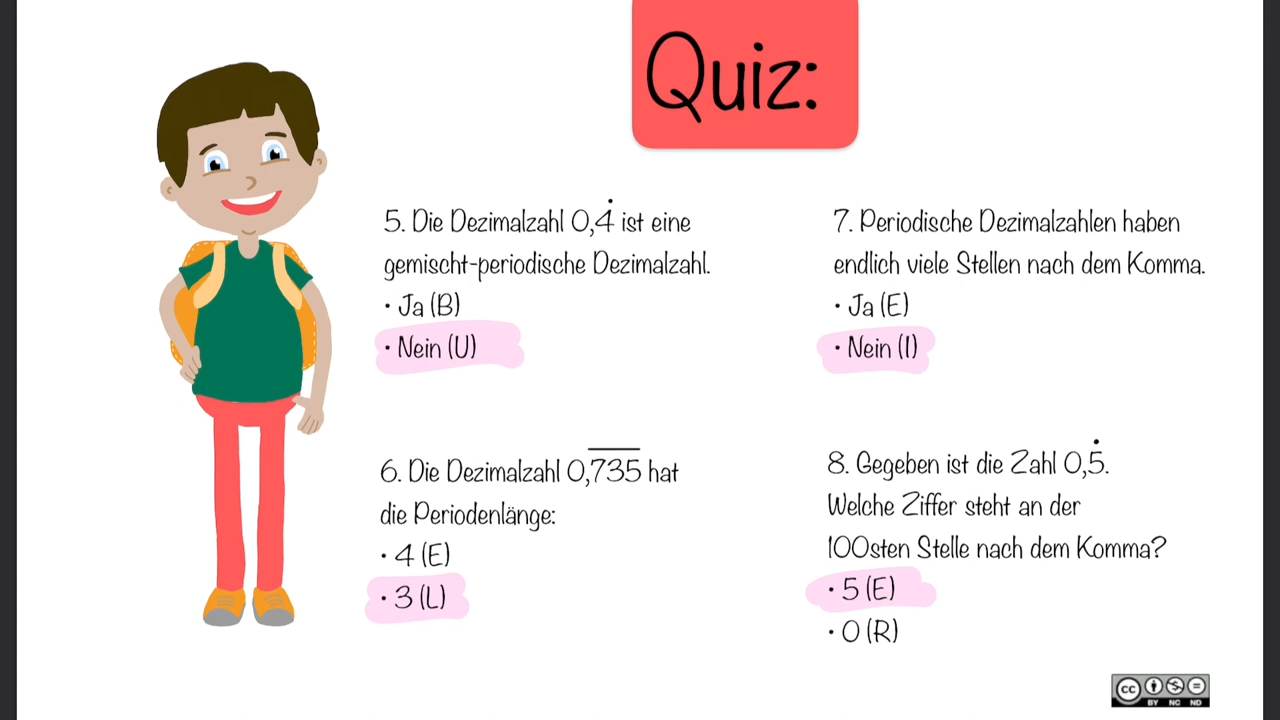 Quiz:
5. Die Dezimalzahl 0,4̇ ist eine
gemischt-periodische Dezimalzahl.
• Ja (B)
• Nein (U)
6. Die Dezimalzahl 0,7̅3̅5̅ hat
die Periodenlänge:
• 4 (E)
• 3 (L)
7. Periodische Dezimalzahlen haben
endlich viele Stellen nach dem Komma.
• Ja (E)
• Nein (I)
8. Gegeben ist die Zahl 0,5̇.
Welche Ziffer steht an der
100sten Stelle nach dem Komma?
• 5 (E)
• 0 (R)
cc
BY NC ND